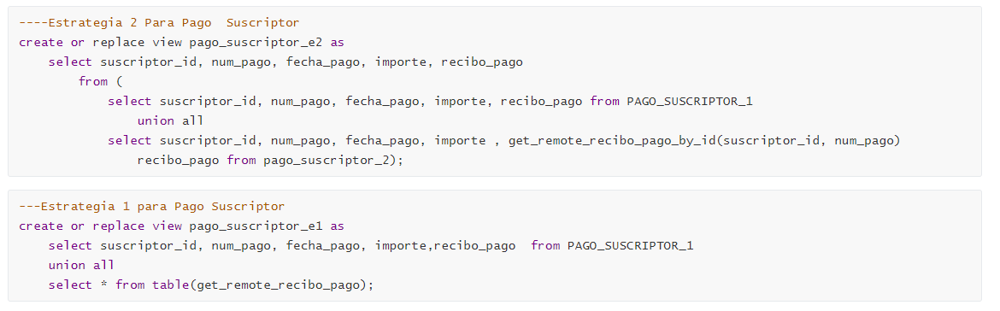 ----Estrategia 2 Para Pago  Suscriptor
create or replace view pago_suscriptor_e2 as
    select suscriptor_id, num_pago, fecha_pago, importe, recibo_pago
        from (
            select suscriptor_id, num_pago, fecha_pago, importe, recibo_pago from PAGO_SUSCRIPTOR_1
                union all
            select suscriptor_id, num_pago, fecha_pago, importe , get_remote_recibo_pago_by_id(suscriptor_id, num_pago)
                recibo_pago from pago_suscriptor_2);
---Estrategia 1 para Pago Suscriptor
create or replace view pago_suscriptor_e1 as
    select suscriptor_id, num_pago, fecha_pago, importe,recibo_pago  from PAGO_SUSCRIPTOR_1
    union all
    select * from table(get_remote_recibo_pago);